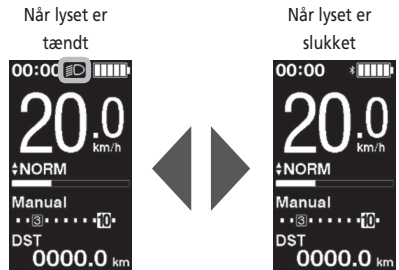 Når lyset er
tændt
00:00
20.0
km/h
NORM
Manual
3 10
DST
0000.0 km
Når lyset er
slukket
00:00
20.0
km/h
NORM
Manual
3 10
DST
0000.0 km